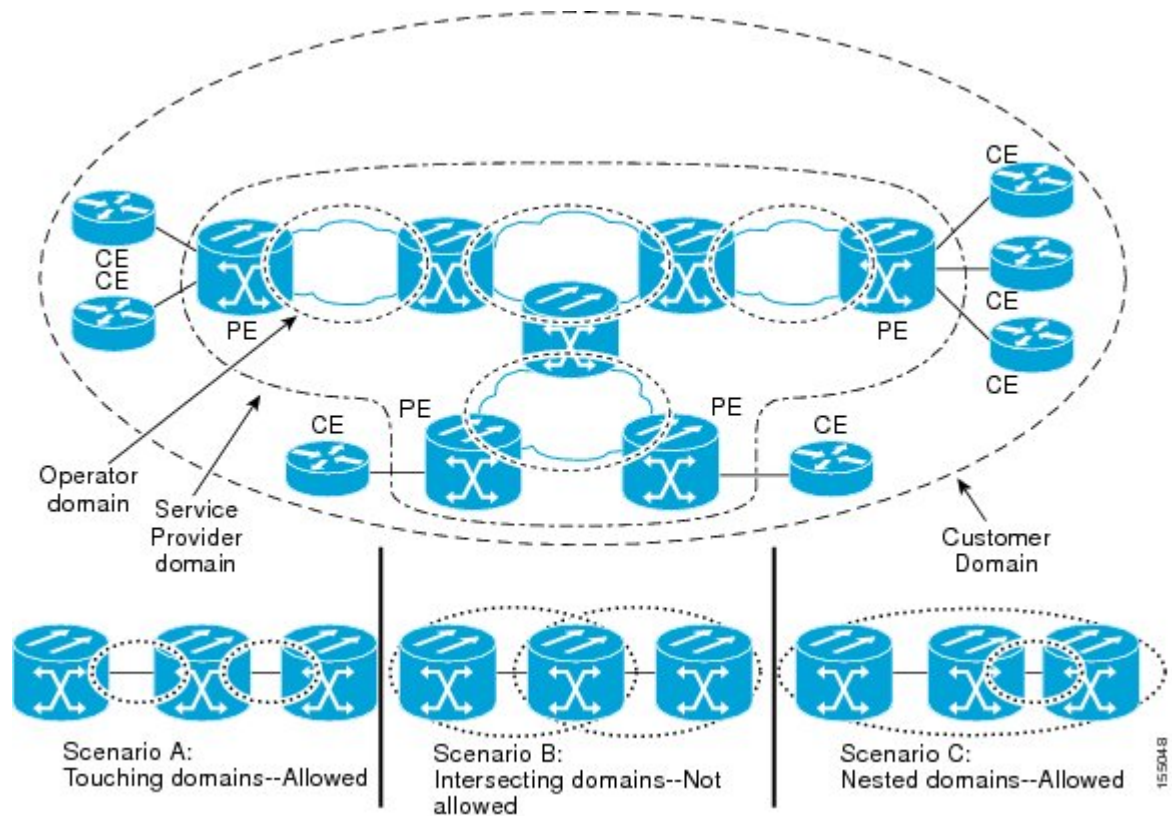 CE
CE
CE
CE
PE
PE
CE
CE
PE
PE
CE
CE
Operator
domain
Service
Provider
domain
Customer
Domain
Scenario A:
Touching domains--Allowed
Scenario B:
Intersecting domains--Not
allowed
Scenario C:
Nested domains--Allowed
155048